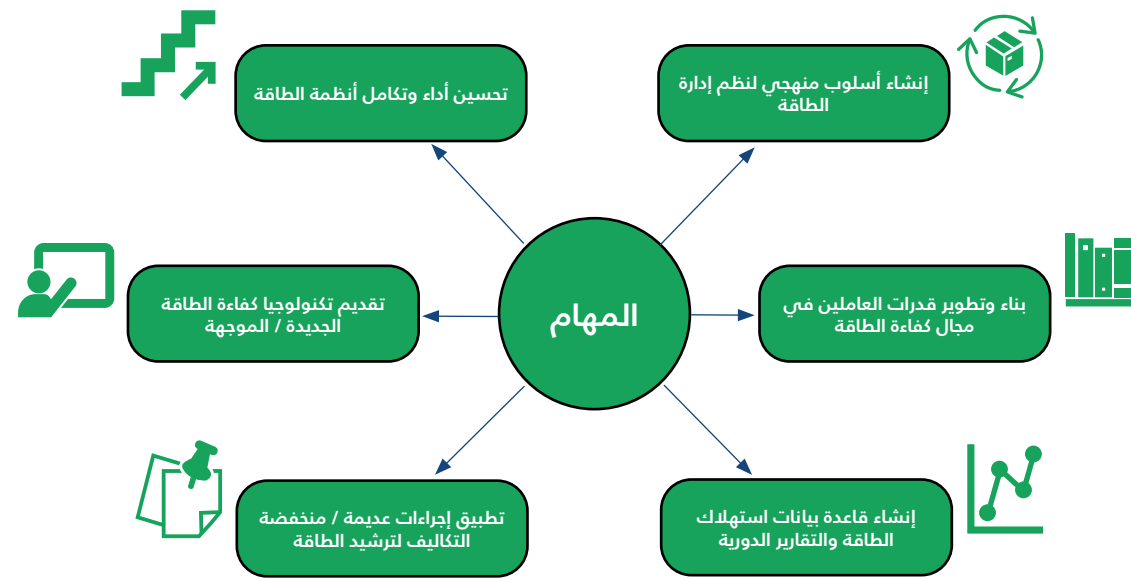 إنشاء أسلوب منهجي لنظم إدارة
الطاقة
تحسين أداء وتكامل أنظمة الطاقة
المهام
بناء وتطوير قدرات العاملين في
مجال كفاءة الطاقة
تقديم تكنولوجيا كفاءة الطاقة
الجديدة / الموجهة
إنشاء قاعدة بيانات استهلاك
الطاقة والتقارير الدورية
تطبيق إجراءات عديمة / منخفضة
التكاليف لترشيد الطاقة